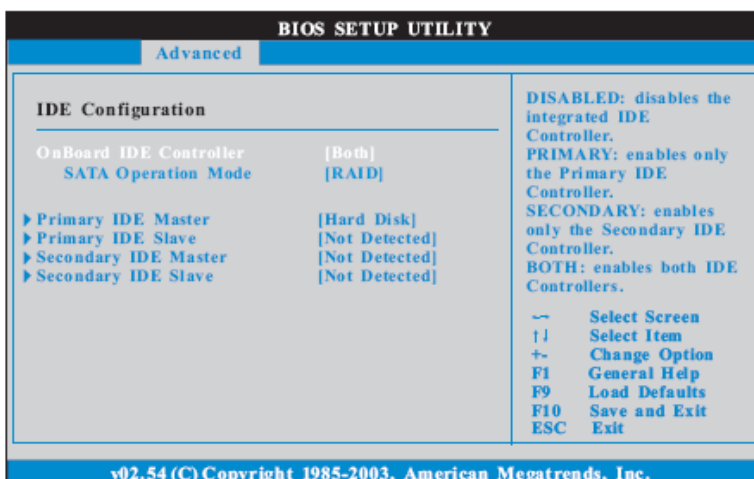 BIOS SETUP UTILITY
Advanced
IDE Configuration
OnBoard IDE Controller [Both]
SATA Operation Mode [RAID]
Primary IDE Master [Hard Disk]
Primary IDE Slave [Not Detected]
Secondary IDE Master [Not Detected]
Secondary IDE Slave [Not Detected]
DISABLED: disables the
integrated IDE
Controller.
PRIMARY: enables only
the Primary IDE
Controller.
SECONDARY: enables
only the Secondary IDE
Controller.
BOTH: enables both IDE
Controllers.
Select Screen
↑↓ Select Item
+- Change Option
F1 General Help
F9 Load Defaults
F10 Save and Exit
ESC Exit
v02.54 (C) Copyright 1985-2003, American Megatrends, Inc.